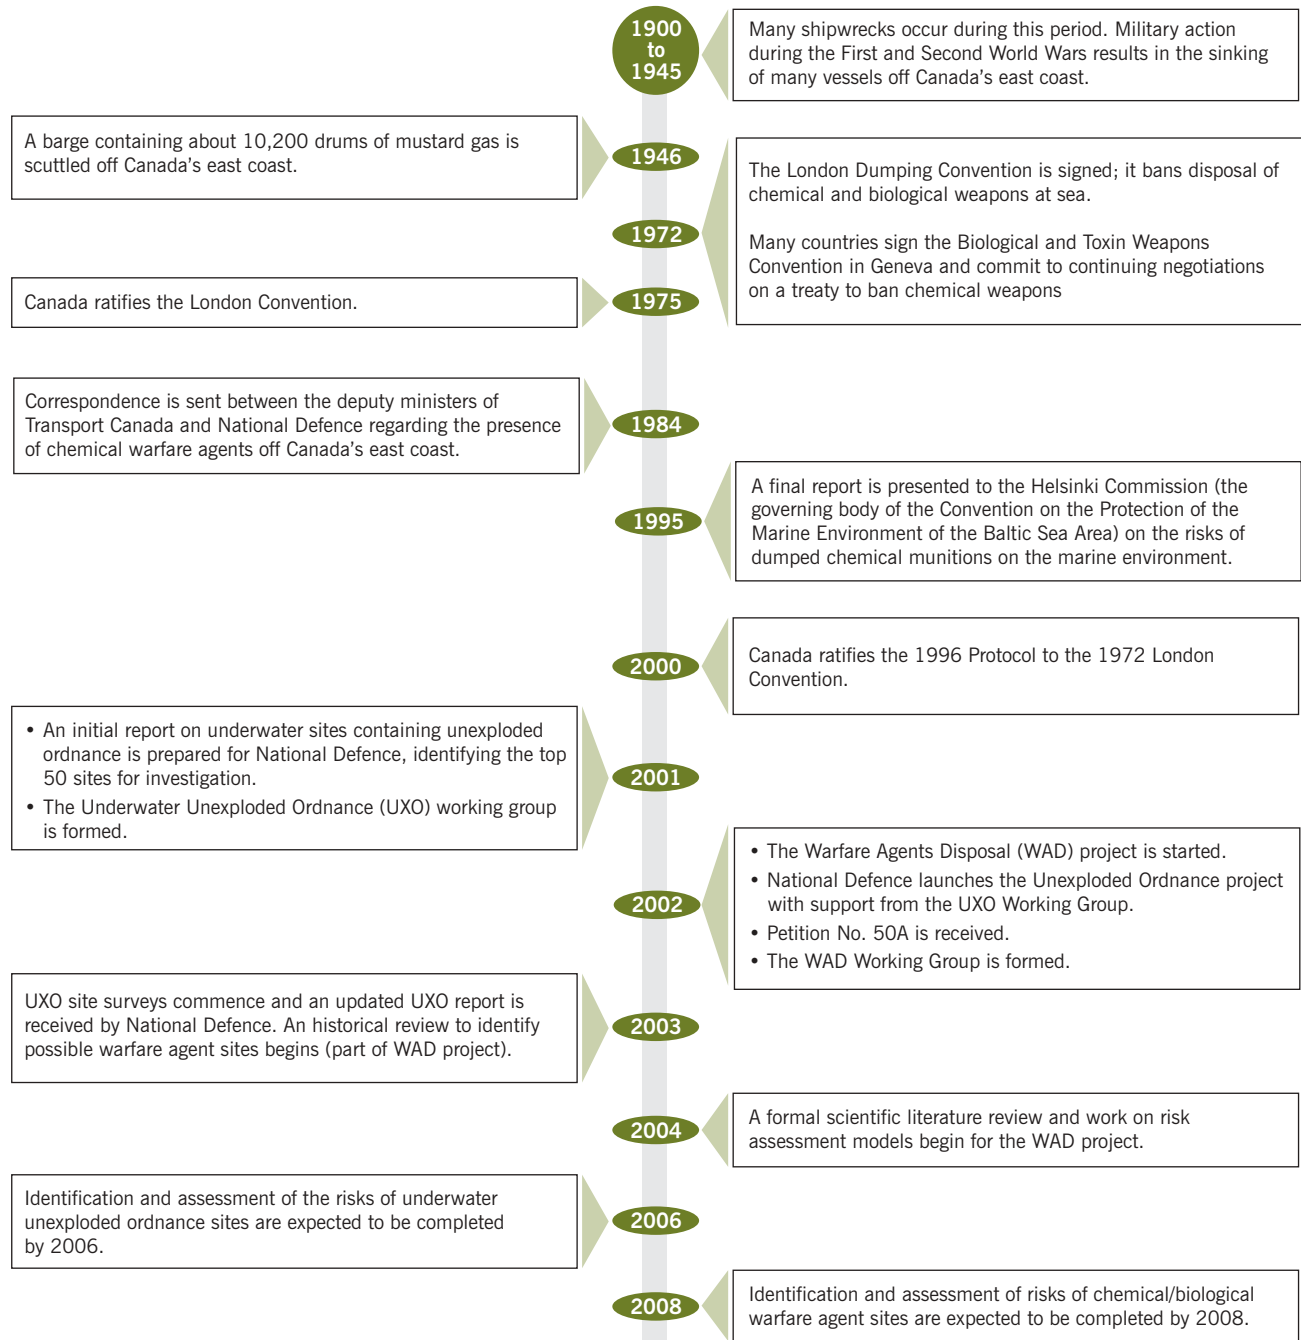 1900
to
1945
Many shipwrecks occur during this period. Military action
during the First and Second World Wars results in the sinking
of many vessels off Canada's east coast.
A barge containing about 10,200 drums of mustard gas is
scuttled off Canada's east coast.
1946
The London Dumping Convention is signed; it bans disposal of
chemical and biological weapons at sea.
Many countries sign the Biological and Toxin Weapons
Convention in Geneva and commit to continuing negotiations
on a treaty to ban chemical weapons
1972
Canada ratifies the London Convention.
1975
Correspondence is sent between the deputy ministers of
Transport Canada and National Defence regarding the presence
of chemical warfare agents off Canada's east coast.
1984
A final report is presented to the Helsinki Commission (the
governing body of the Convention on the Protection of the
Marine Environment of the Baltic Sea Area) on the risks of
dumped chemical munitions on the marine environment.
1995
Canada ratifies the 1996 Protocol to the 1972 London
Convention.
2000
• An initial report on underwater sites containing unexploded
ordnance is prepared for National Defence, identifying the top
50 sites for investigation.
• The Underwater Unexploded Ordnance (UXO) working group
is formed.
2001
• The Warfare Agents Disposal (WAD) project is started.
• National Defence launches the Unexploded Ordnance project
with support from the UXO Working Group.
• Petition No. 50A is received.
• The WAD Working Group is formed.
2002
UXO site surveys commence and an updated UXO report is
received by National Defence. An historical review to identify
possible warfare agent sites begins (part of WAD project).
2003
A formal scientific literature review and work on risk
assessment models begin for the WAD project.
2004
Identification and assessment of the risks of underwater
unexploded ordnance sites are expected to be completed
by 2006.
2006
Identification and assessment of risks of chemical/biological
warfare agent sites are expected to be completed by 2008.
2008